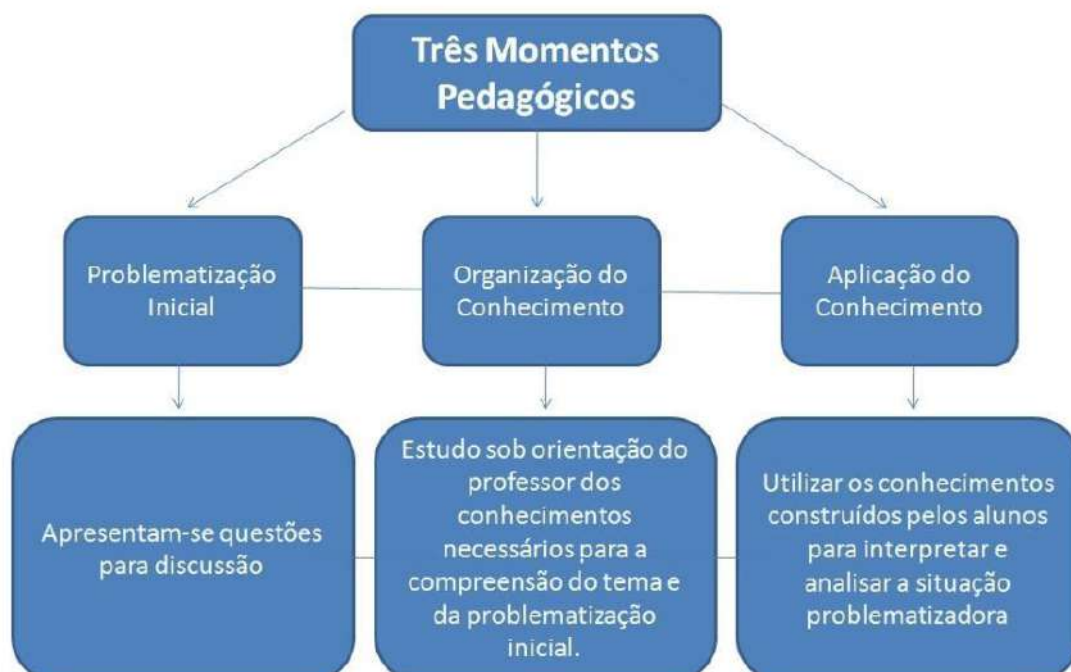 Três Momentos
Pedagógicos
Problematização
Inicial
Organização do
Conhecimento
Aplicação do
Conhecimento
Apresentam-se questões
para discussão
Estudo sob orientação do
professor dos
conhecimentos
necessários para a
compreensão do tema e
da problematização
inicial.
Utilizar os conhecimentos
construídos pelos alunos
para interpretar e
analisar a situação
problematizadora